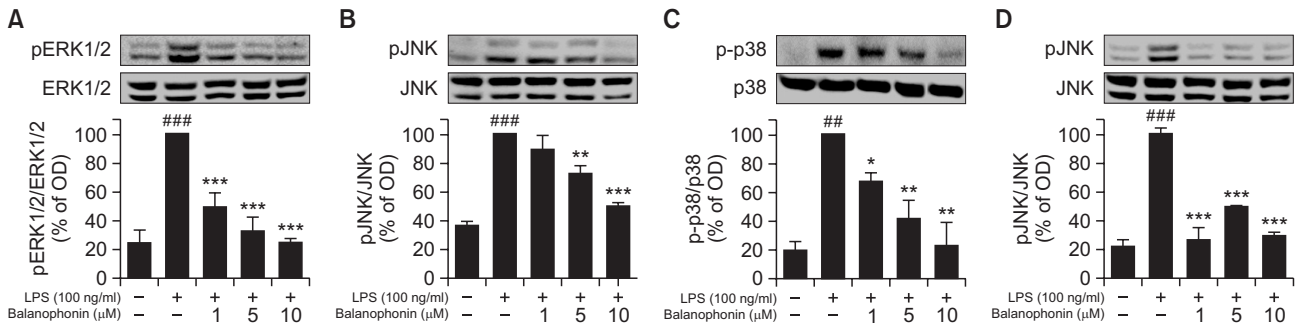 A
pERK1/2
ERK1/2
pERK1/2/ERK1/2
(% of OD)
100
80
60
40
20
0
###
***
***
***
LPS (100 ng/ml)
− + + + +
Balanophonin (μM)
− − 1 5 10
B
pJNK
JNK
pJNK/JNK
(% of OD)
100
80
60
40
20
0
###
**
***
LPS (100 ng/ml)
− + + + +
Balanophonin (μM)
− − 1 5 10
C
p-p38
p38
p-p38/p38
(% of OD)
100
80
60
40
20
0
##
*
**
**
LPS (100 ng/ml)
− + + + +
Balanophonin (μM)
− − 1 5 10
D
pJNK
JNK
pJNK/JNK
(% of OD)
100
80
60
40
20
0
###
***
***
***
LPS (100 ng/ml)
− + + + +
Balanophonin (μM)
− − 1 5 10